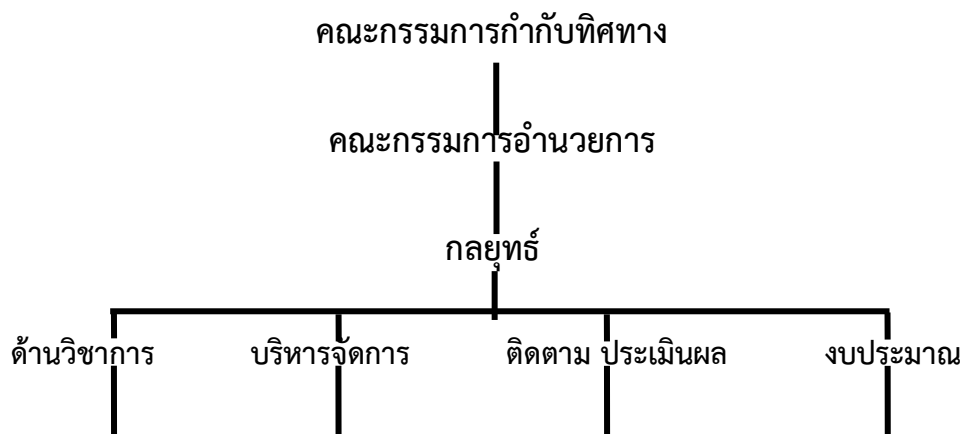 คณะกรรมการกำกับทิศทาง
คณะกรรมการอำนวยการ
กลยุทธ์
ด้านวิชาการ บริหารจัดการ ติดตาม ประเมินผล งบประมาณ